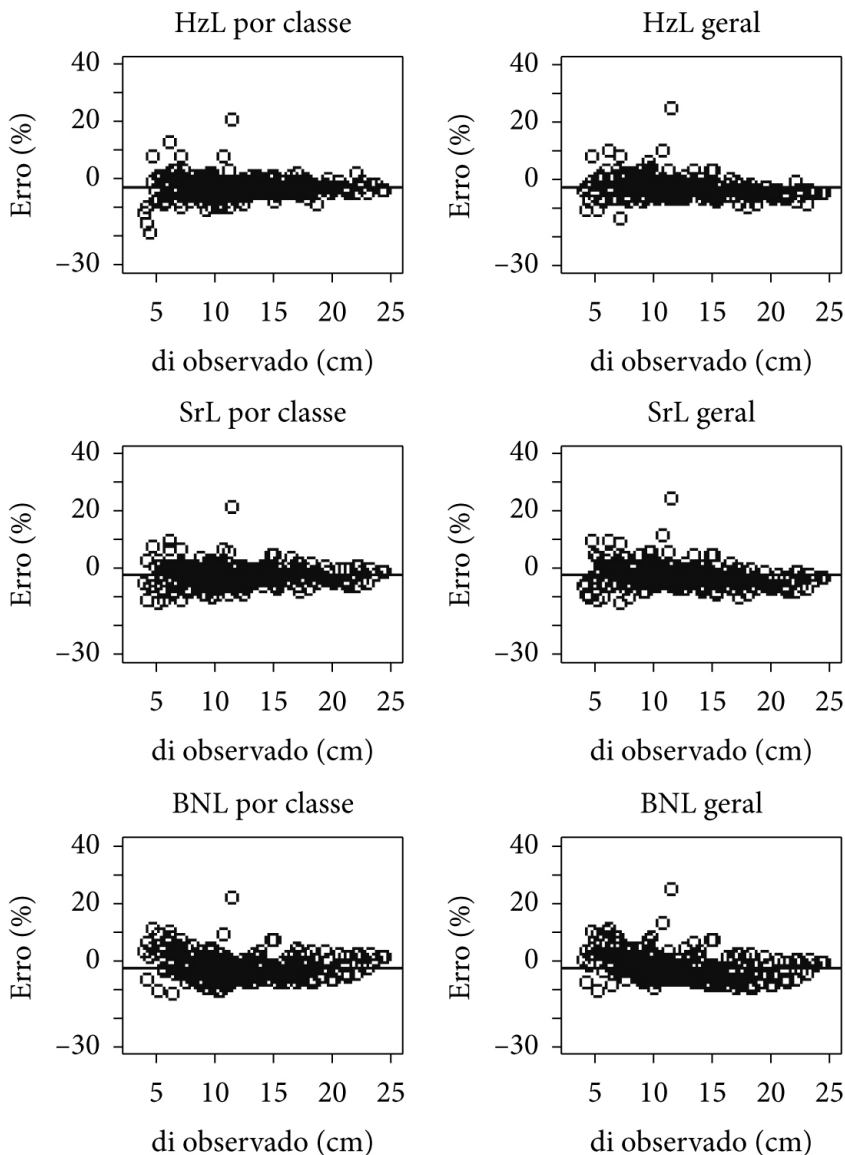 HzL por classe
40
20
0
–30
Erro (%)
5 10 15 20 25
di observado (cm)
HzL geral
40
20
0
–30
Erro (%)
5 10 15 20 25
di observado (cm)
SrL por classe
40
20
0
–30
Erro (%)
5 10 15 20 25
di observado (cm)
SrL geral
40
20
0
–30
Erro (%)
5 10 15 20 25
di observado (cm)
BNL por classe
40
20
0
–30
Erro (%)
5 10 15 20 25
di observado (cm)
BNL geral
40
20
0
–30
Erro (%)
5 10 15 20 25
di observado (cm)